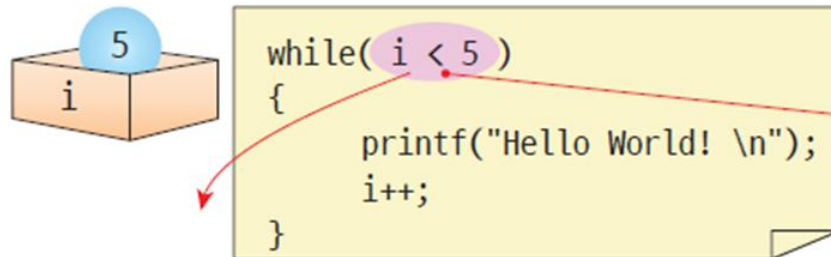 5
i
while( i < 5 )
{
printf("Hello World! \n");
i++;
}